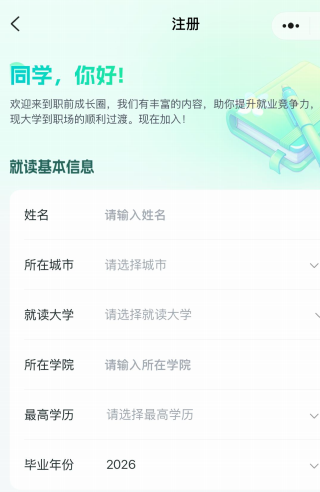 注册
同学，你好!
欢迎来到职前成长圈，我们有丰富的内容，助你提升就业竞争力，
现大学到职场的顺利过渡。现在加入！
就读基本信息
姓名 请输入姓名
所在城市 请选择城市
就读大学 请选择就读大学
所在学院 请输入所在学院
最高学历 请选择最高学历
毕业年份 2026